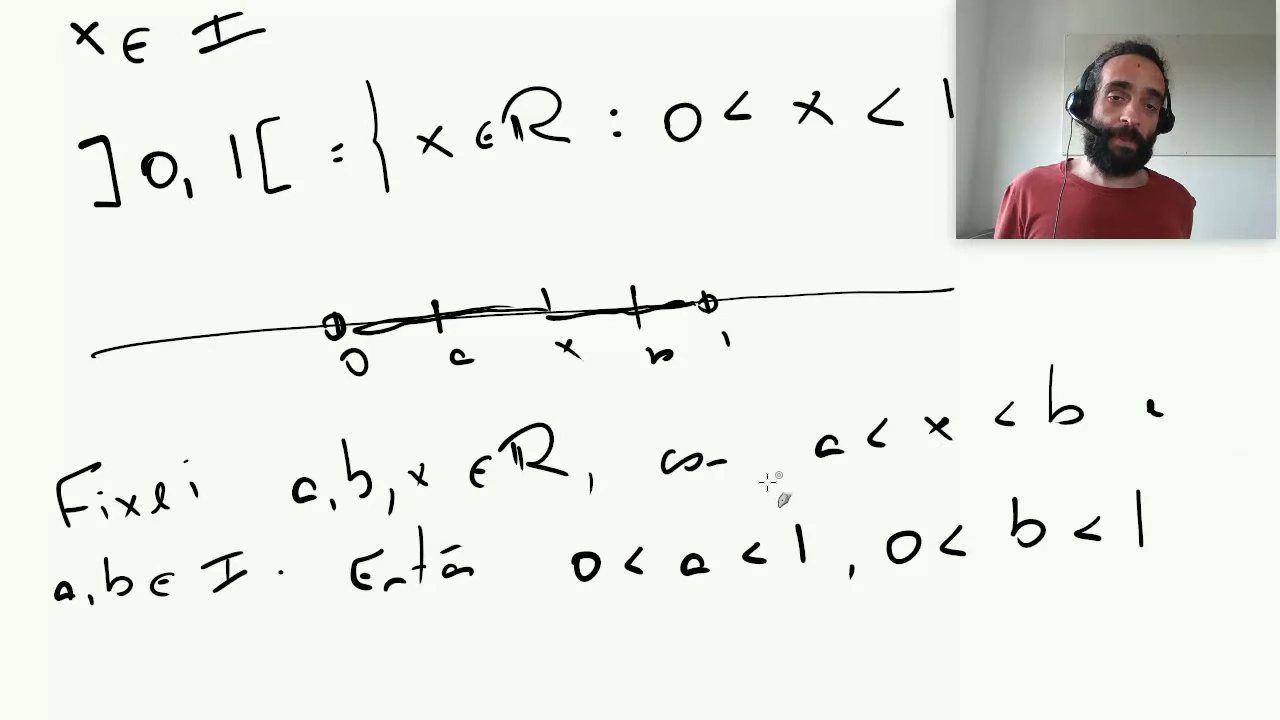 x ∈ I
]0, 1[ = { x ∈ ℝ : 0 < x < 1
0 a x b 1
Fixei a, b, x ∈ ℝ, com a < x < b e
a, b ∈ I. Então 0 < a < 1, 0 < b < 1